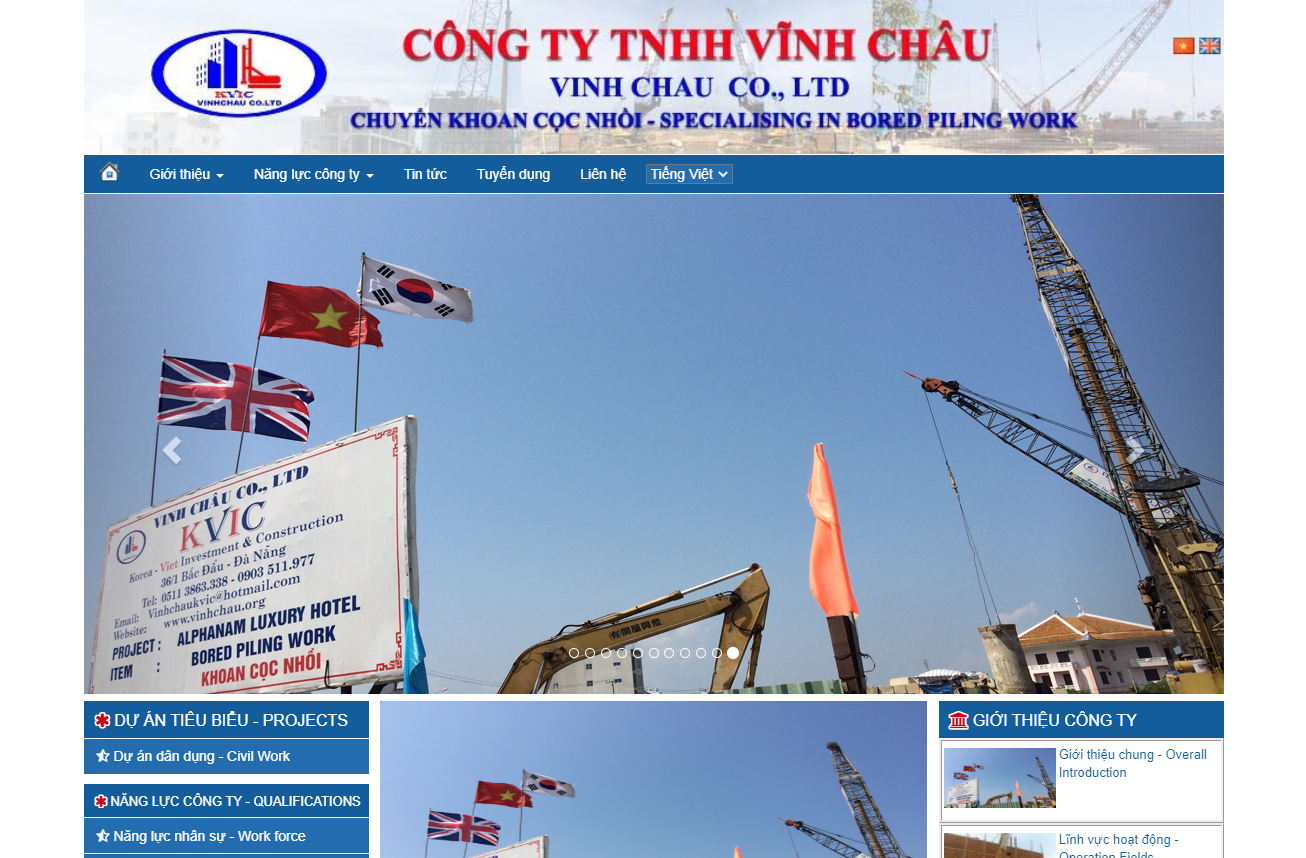 CÔNG TY TNHH VĨNH CHÂU
VINH CHAU CO., LTD
CHUYÊN KHOAN CỌC NHỒI - SPECIALISING IN BORED PILING WORK
KVIC
VINHCHAU CO.LTD
Giới thiệu
Năng lực công ty
Tin tức
Tuyển dụng
Liên hệ
Tiếng Việt
VINH CHÂU CO., LTD
KVIC
Korea - Viet Investment & Construction
36/1 Bắc Đẩu - Đà Nẵng
Tel: 0511 3863.338 - 0903 511.977
Email: Vinhchaukvic@hotmail.com
Website: www.vinhchau.org
PROJECT : ALPHANAM LUXURY HOTEL
ITEM : BORED PILING WORK
KHOAN CỌC NHỒI
DỰ ÁN TIÊU BIỂU - PROJECTS
Dự án dân dụng - Civil Work
NĂNG LỰC CÔNG TY - QUALIFICATIONS
Năng lực nhân sự - Work force
GIỚI THIỆU CÔNG TY
Giới thiệu chung - Overall
Introduction
Lĩnh vực hoạt động -
Operation Fields